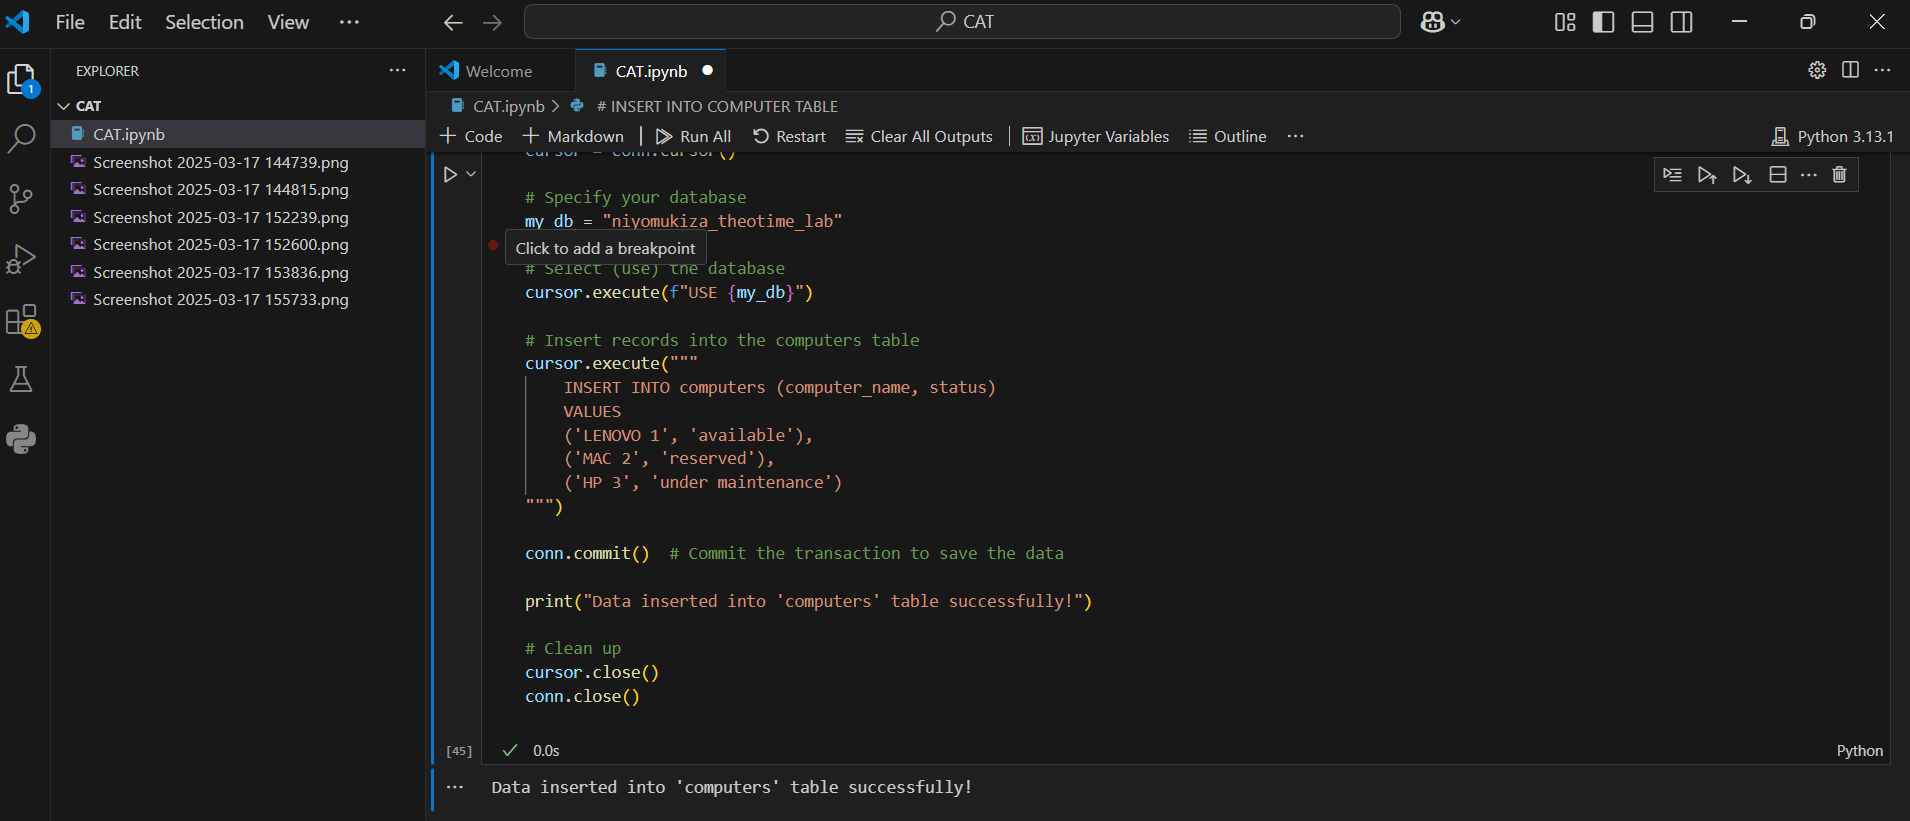 File Edit Selection View ···
CAT
EXPLORER ···
CAT
CAT.ipynb
Screenshot 2025-03-17 144739.png
Screenshot 2025-03-17 144815.png
Screenshot 2025-03-17 152239.png
Screenshot 2025-03-17 152600.png
Screenshot 2025-03-17 153836.png
Screenshot 2025-03-17 155733.png
1
Welcome CAT.ipynb
CAT.ipynb > # INSERT INTO COMPUTER TABLE
+ Code + Markdown | Run All Restart Clear All Outputs | Jupyter Variables Outline ··· Python 3.13.1
cursor = conn.cursor()
# Specify your database
my_db = "niyomukiza_theotime_lab"
Click to add a breakpoint
# Select (use) the database
cursor.execute(f"USE {my_db}")
# Insert records into the computers table
cursor.execute("""
INSERT INTO computers (computer_name, status)
VALUES
('LENOVO 1', 'available'),
('MAC 2', 'reserved'),
('HP 3', 'under maintenance')
""")
conn.commit() # Commit the transaction to save the data
print("Data inserted into 'computers' table successfully!")
# Clean up
cursor.close()
conn.close()
[45] 0.0s Python
··· Data inserted into 'computers' table successfully!